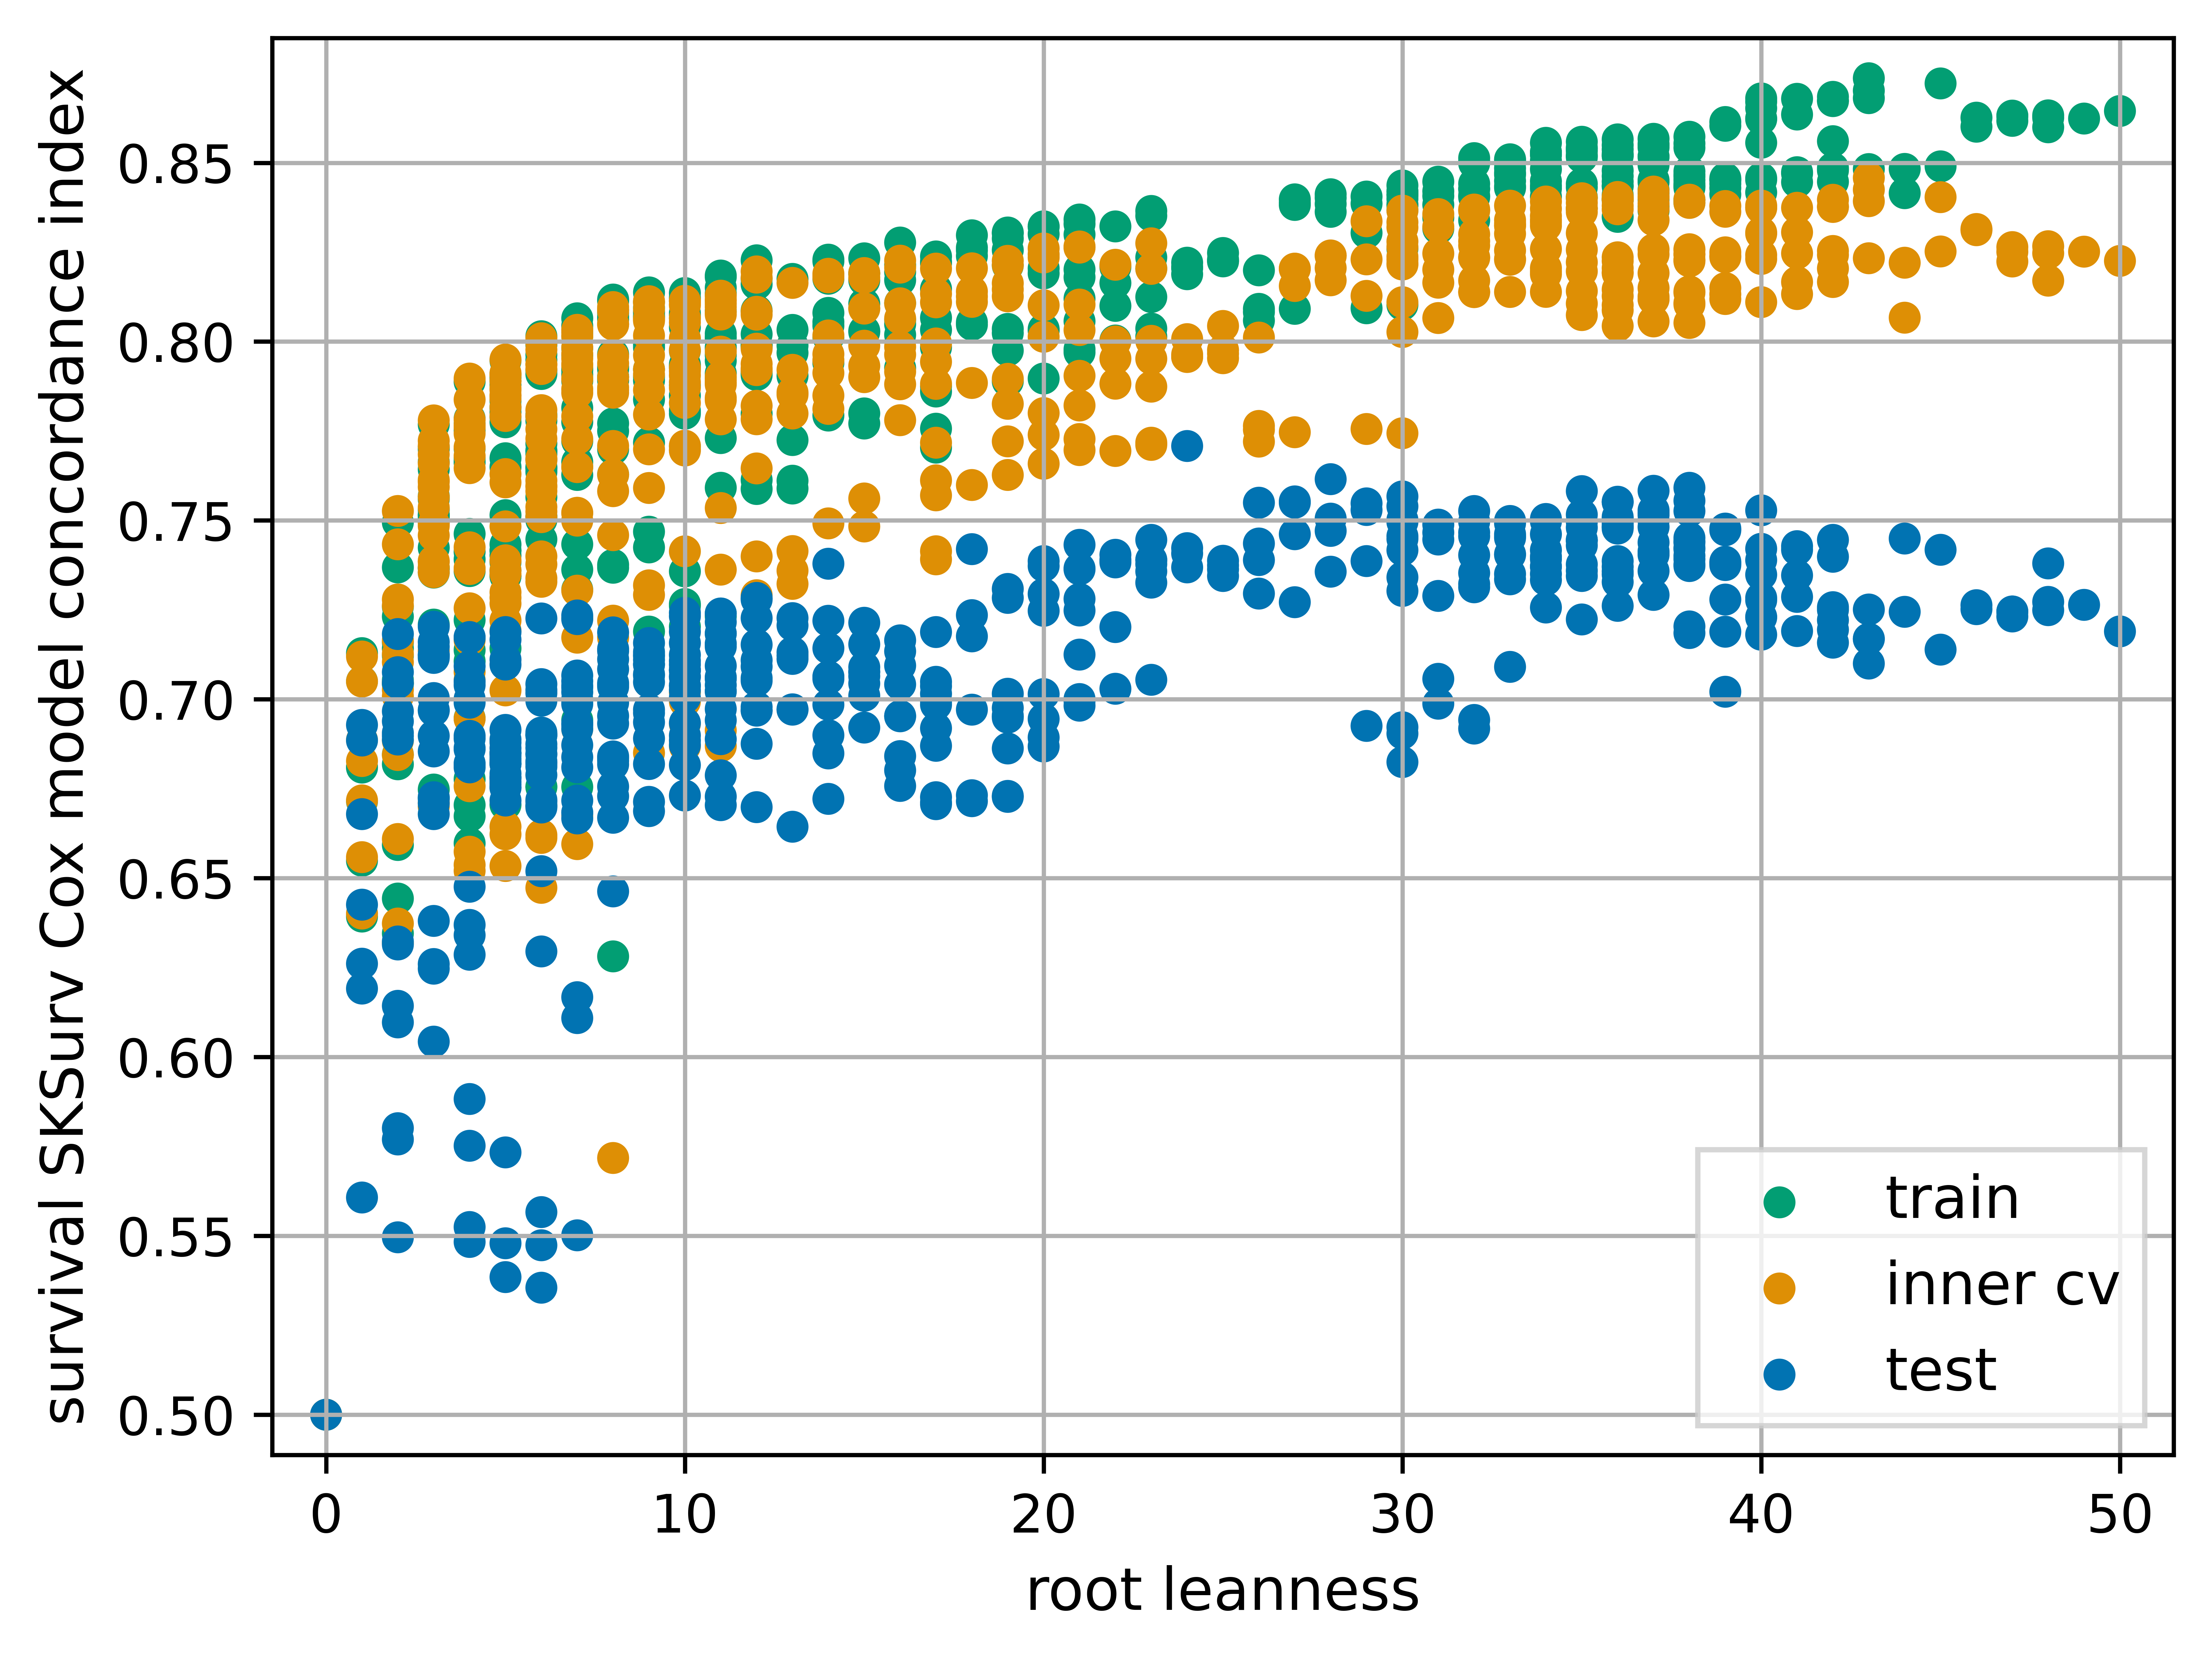 survival SKSurv Cox model concordance index
0.85
0.80
0.75
0.70
0.65
0.60
0.55
0.50
train
inner cv
test
0 10 20 30 40 50
root leanness